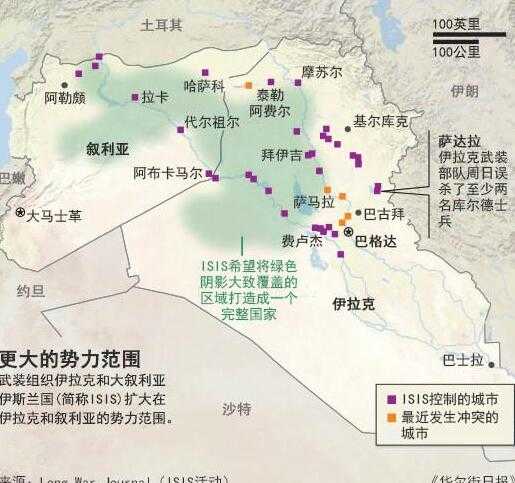 土耳其
100英里
100公里
伊朗
阿勒颇
拉卡
哈萨科
泰勒
阿费尔
摩苏尔
代尔祖尔
基尔库克
叙利亚
拜伊吉
阿布卡马尔
萨达拉
伊拉克武装
部队周日误
杀了至少两
名库尔德士
兵
巴嫩
大马士革
萨马拉
巴古拜
费卢杰
巴格达
ISIS希望将绿色
阴影大致覆盖的
区域打造成一个
完整国家
约旦
伊拉克
更大的势力范围
武装组织伊拉克和大叙利亚
伊斯兰国(简称ISIS)扩大在
伊拉克和叙利亚的势力范围。
沙特
巴士拉
ISIS控制的城市
最近发生冲突的
城市
来源：Long War Journal（ISIS活动）
《华尔街日报》